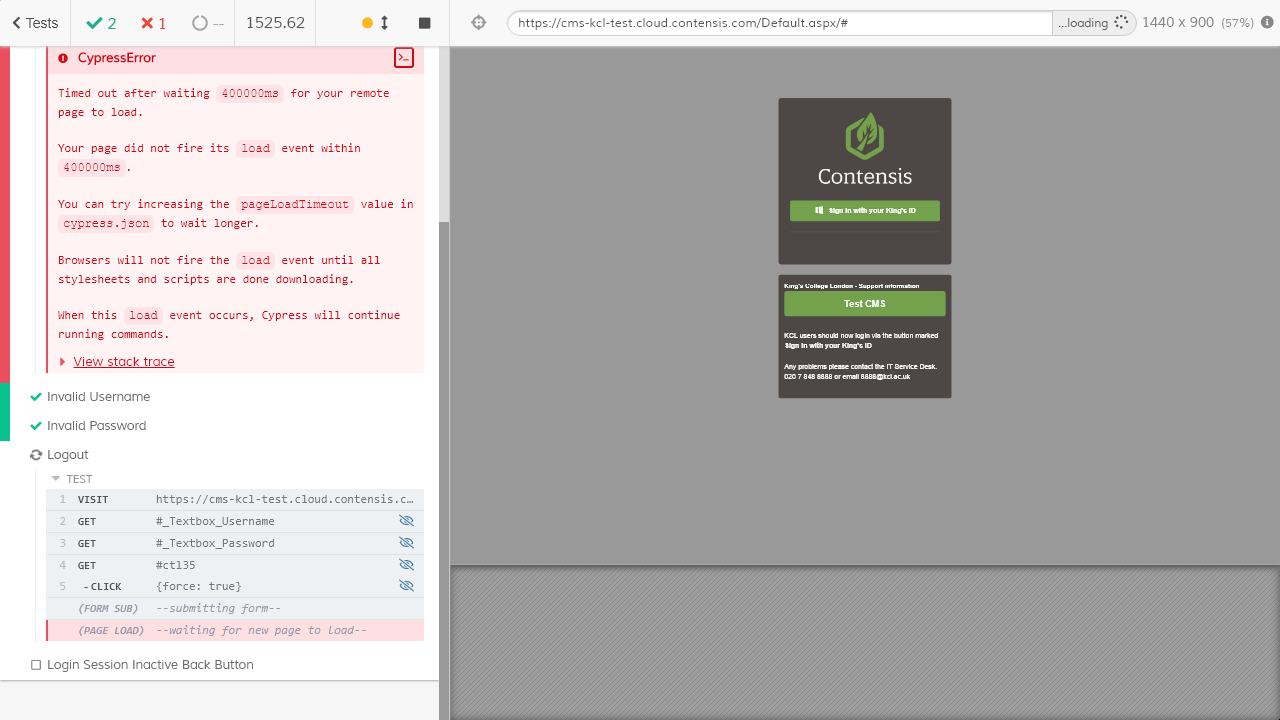 Tests
2
1
--
1525.62
https://cms-kcl-test.cloud.contensis.com/Default.aspx/#
...loading
1440 x 900 (57%)
CypressError
Timed out after waiting 400000ms for your remote
page to load.
Your page did not fire its load event within
400000ms.
You can try increasing the pageLoadTimeout value in
cypress.json to wait longer.
Browsers will not fire the load event until all
stylesheets and scripts are done downloading.
When this load event occurs, Cypress will continue
running commands.
View stack trace
Invalid Username
Invalid Password
Logout
TEST
1 VISIT https://cms-kcl-test.cloud.contensis.c…
2 GET #_Textbox_Username
3 GET #_Textbox_Password
4 GET #ctl35
5 -CLICK {force: true}
(FORM SUB) --submitting form--
(PAGE LOAD) --waiting for new page to load--
Login Session Inactive Back Button
Contensis
Sign in with your King's ID
King's College London - Support information
Test CMS
KCL users should now login via the button marked
Sign in with your King's ID
Any problems please contact the IT Service Desk.
020 7 848 8888 or email 8888@kcl.ac.uk